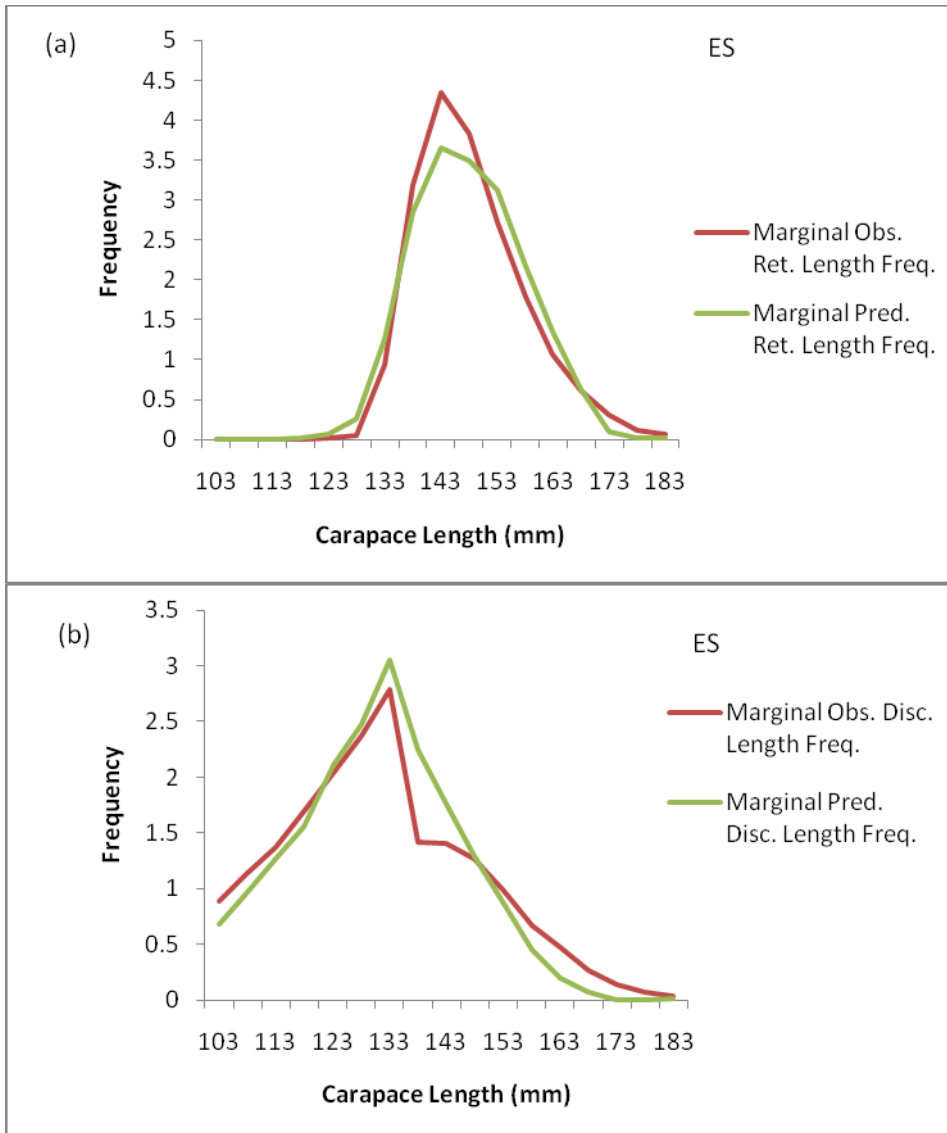 (a)
ES
5
4.5
4
3.5
3
2.5
2
1.5
1
0.5
0
Frequency
103 113 123 133 143 153 163 173 183
Carapace Length (mm)
Marginal Obs.
Ret. Length Freq.
Marginal Pred.
Ret. Length Freq.
(b)
ES
3.5
3
2.5
2
1.5
1
0.5
0
Frequency
103 113 123 133 143 153 163 173 183
Carapace Length (mm)
Marginal Obs. Disc.
Length Freq.
Marginal Pred.
Disc. Length Freq.